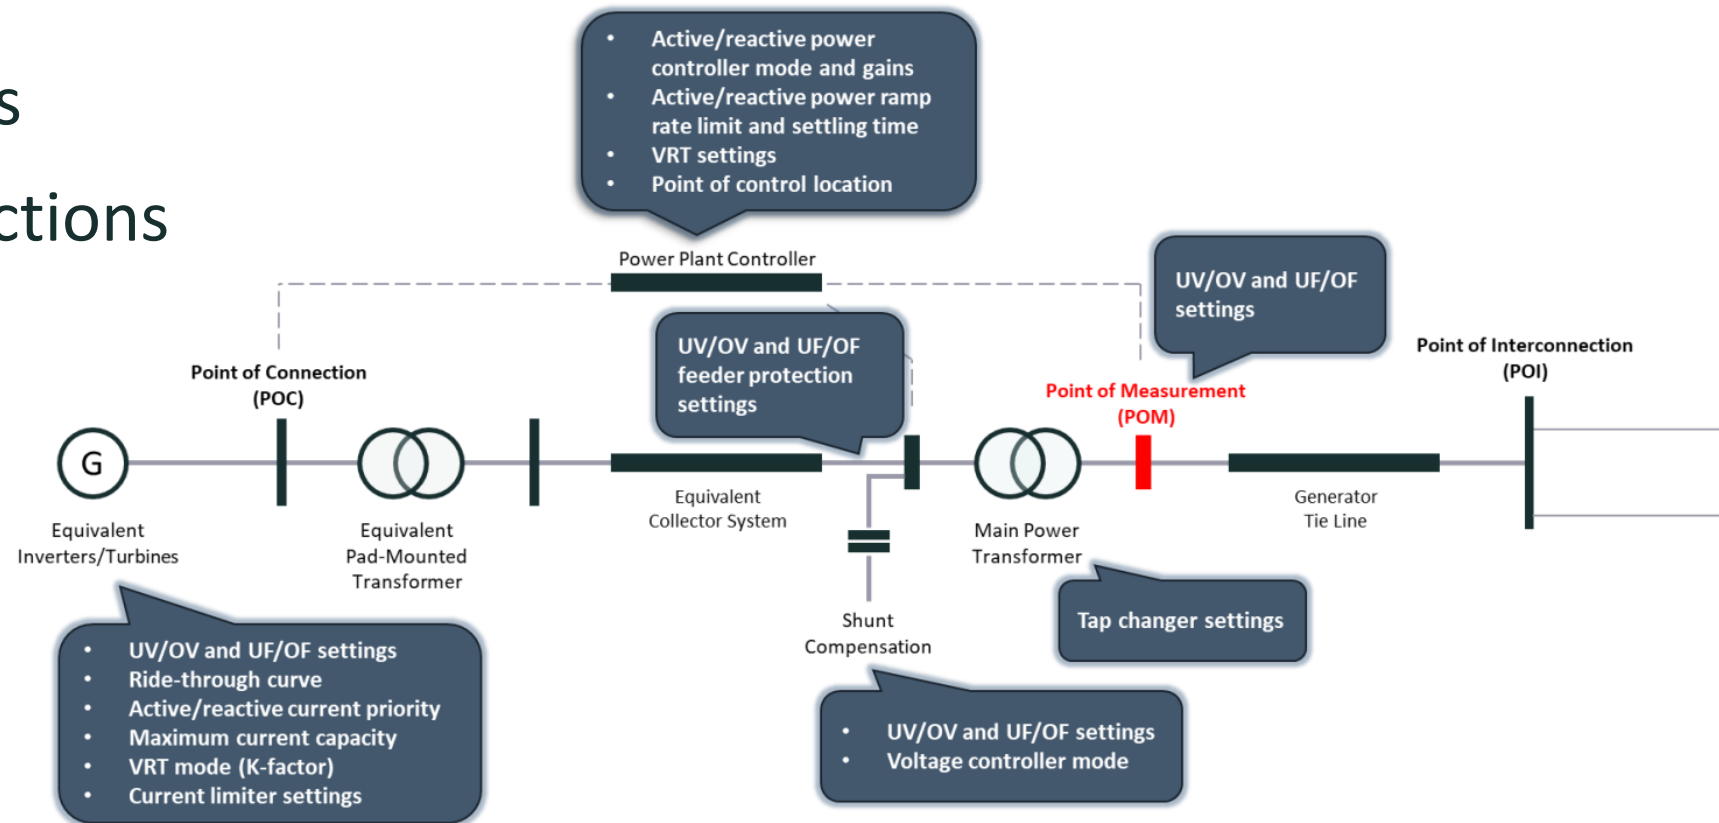 s
ctions
• Active/reactive power
controller mode and gains
• Active/reactive power ramp
rate limit and settling time
• VRT settings
• Point of control location
Power Plant Controller
UV/OV and UF/OF
settings
UV/OV and UF/OF
feeder protection
settings
Point of Interconnection
(POI)
Point of Connection
(POC)
Point of Measurement
(POM)
G
Equivalent
Inverters/Turbines
Equivalent
Pad-Mounted
Transformer
Equivalent
Collector System
Main Power
Transformer
Generator
Tie Line
Shunt
Compensation
Tap changer settings
• UV/OV and UF/OF settings
• Ride-through curve
• Active/reactive current priority
• Maximum current capacity
• VRT mode (K-factor)
• Current limiter settings
• UV/OV and UF/OF settings
• Voltage controller mode